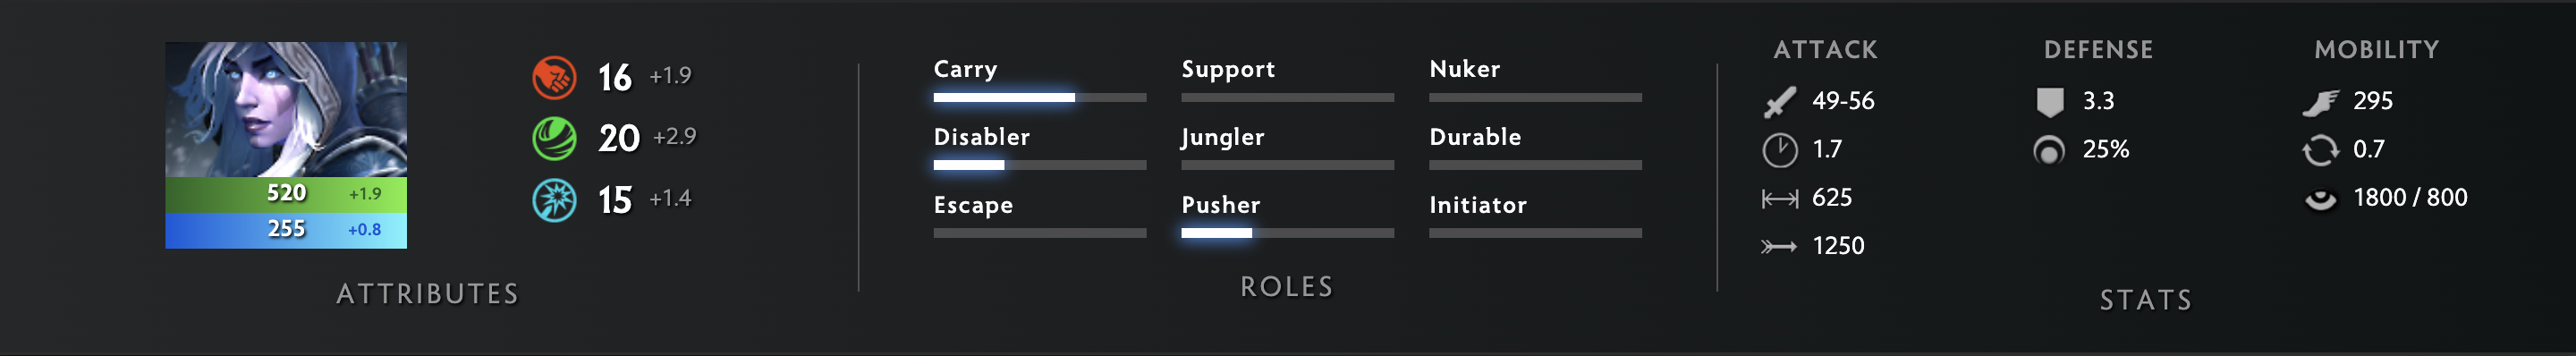 520 +1.9
255 +0.8
16 +1.9
20 +2.9
15 +1.4
ATTRIBUTES
Carry Support Nuker
Disabler Jungler Durable
Escape Pusher Initiator
ROLES
ATTACK DEFENSE MOBILITY
49-56 3.3 295
1.7 25% 0.7
625 1800 / 800
1250
STATS